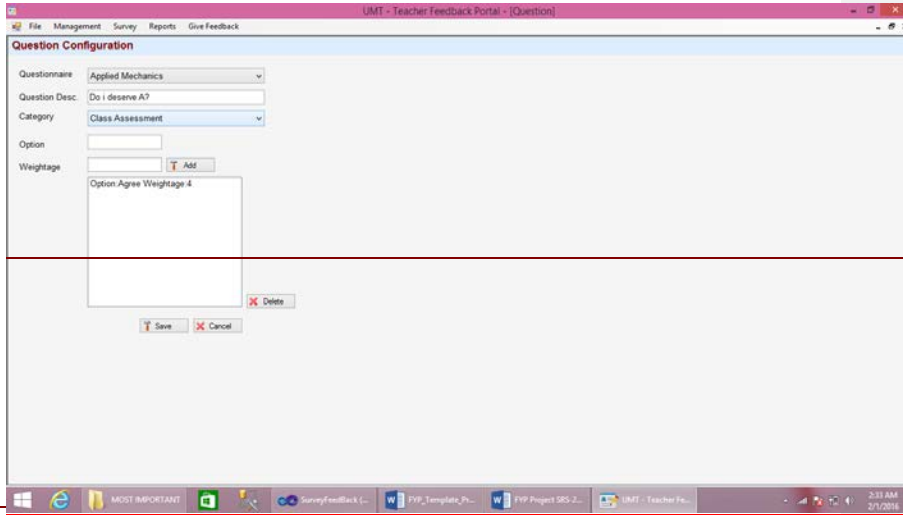 UMT - Teacher Feedback Portal - [Question]
File Management Survey Reports Give Feedback
Question Configuration
Questionnaire Applied Mechanics
Question Desc. Do i deserve A?
Category Class Assessment
Option
Weightage Add
Option:Agree Weightage:4
Delete
Save Cancel
MOST IMPORTANT SurveyFeedBack (... FYP_Template_Pr... FYP Project SRS-2... UMT - Teacher Fe... 2:33 AM
2/1/2016